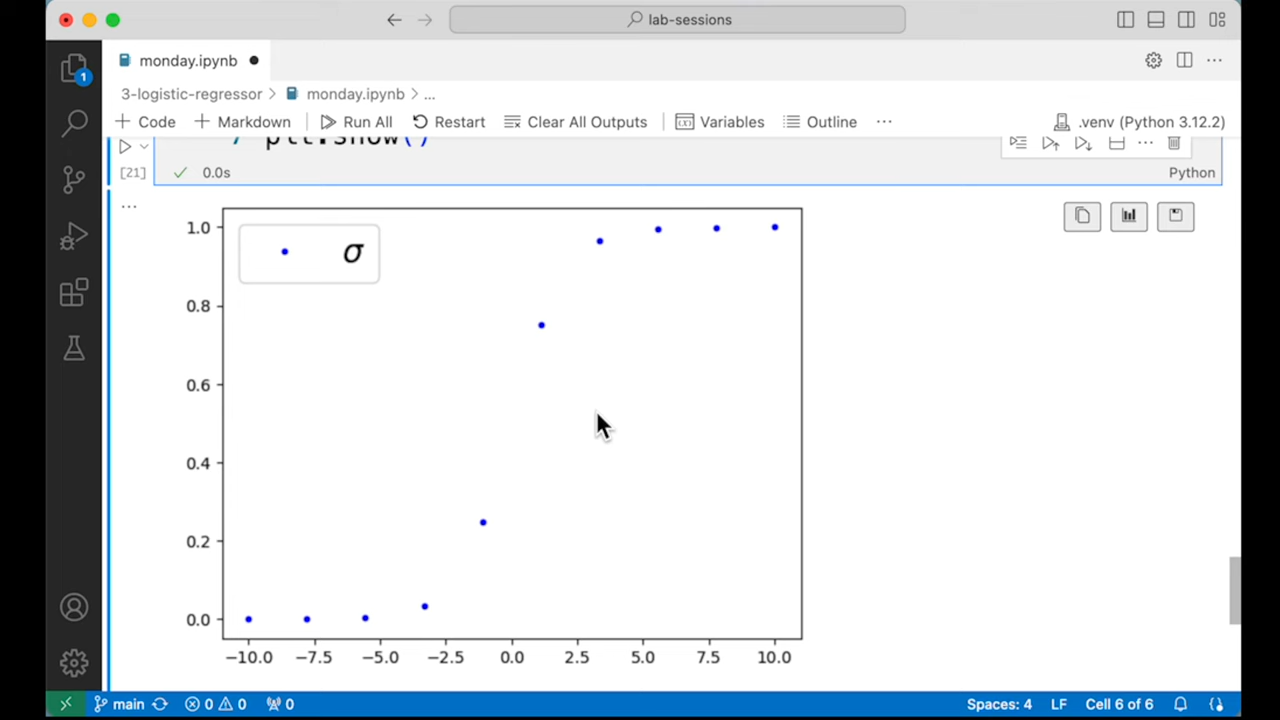 lab-sessions
1
monday.ipynb
3-logistic-regressor > monday.ipynb > ...
Code + Markdown Run All Restart Clear All Outputs Variables Outline ... .venv (Python 3.12.2)
7 plt.show()
[21] 0.0s Python
1.0
σ
0.8
0.6
0.4
0.2
0.0
−10.0 −7.5 −5.0 −2.5 0.0 2.5 5.0 7.5 10.0
main 0 0 0 Spaces: 4 LF Cell 6 of 6